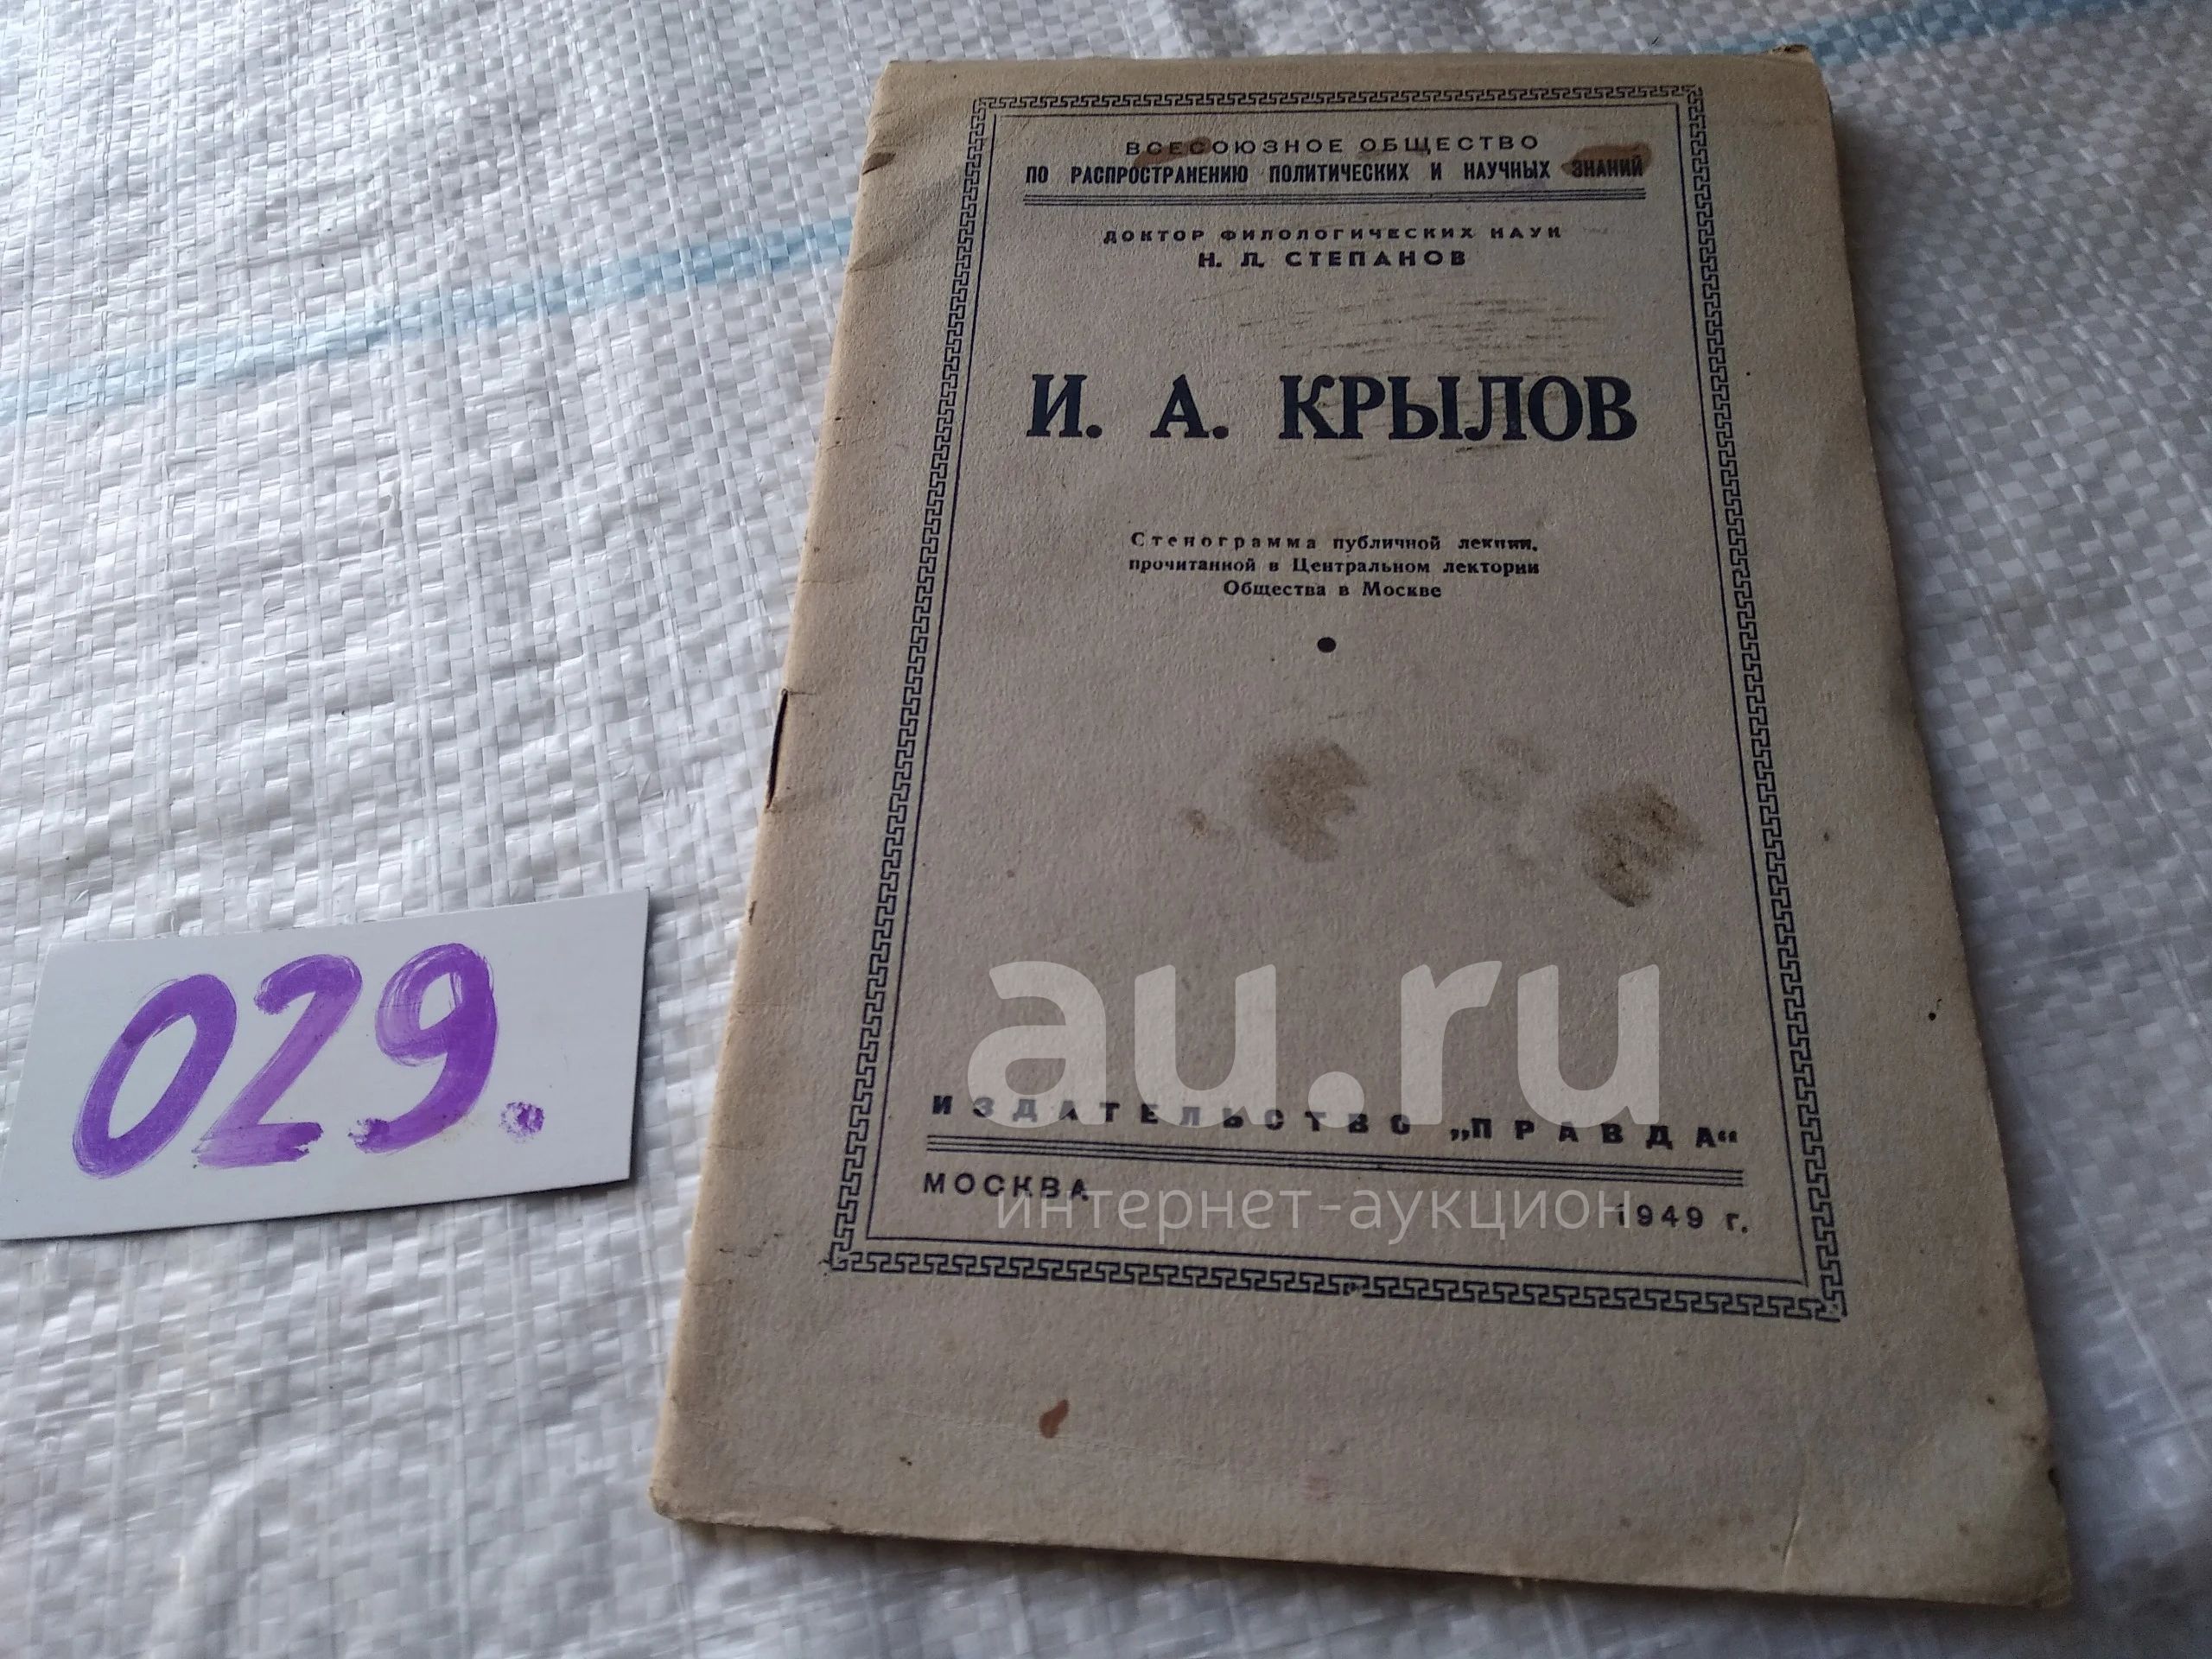 ВСЕСОЮЗНОЕ ОБЩЕСТВО
ПО РАСПРОСТРАНЕНИЮ ПОЛИТИЧЕСКИХ И НАУЧНЫХ ЗНАНИЙ
ДОКТОР ФИЛОЛОГИЧЕСКИХ НАУК
Н. Л. СТЕПАНОВ
И. А. КРЫЛОВ
Стенограмма публичной лекции,
прочитанной в Центральном лектории
Общества в Москве
029.
au.ru
ИЗДАТЕЛЬСТВО „ПРАВДА“
МОСКВА
1949 г.
интернет-аукцион